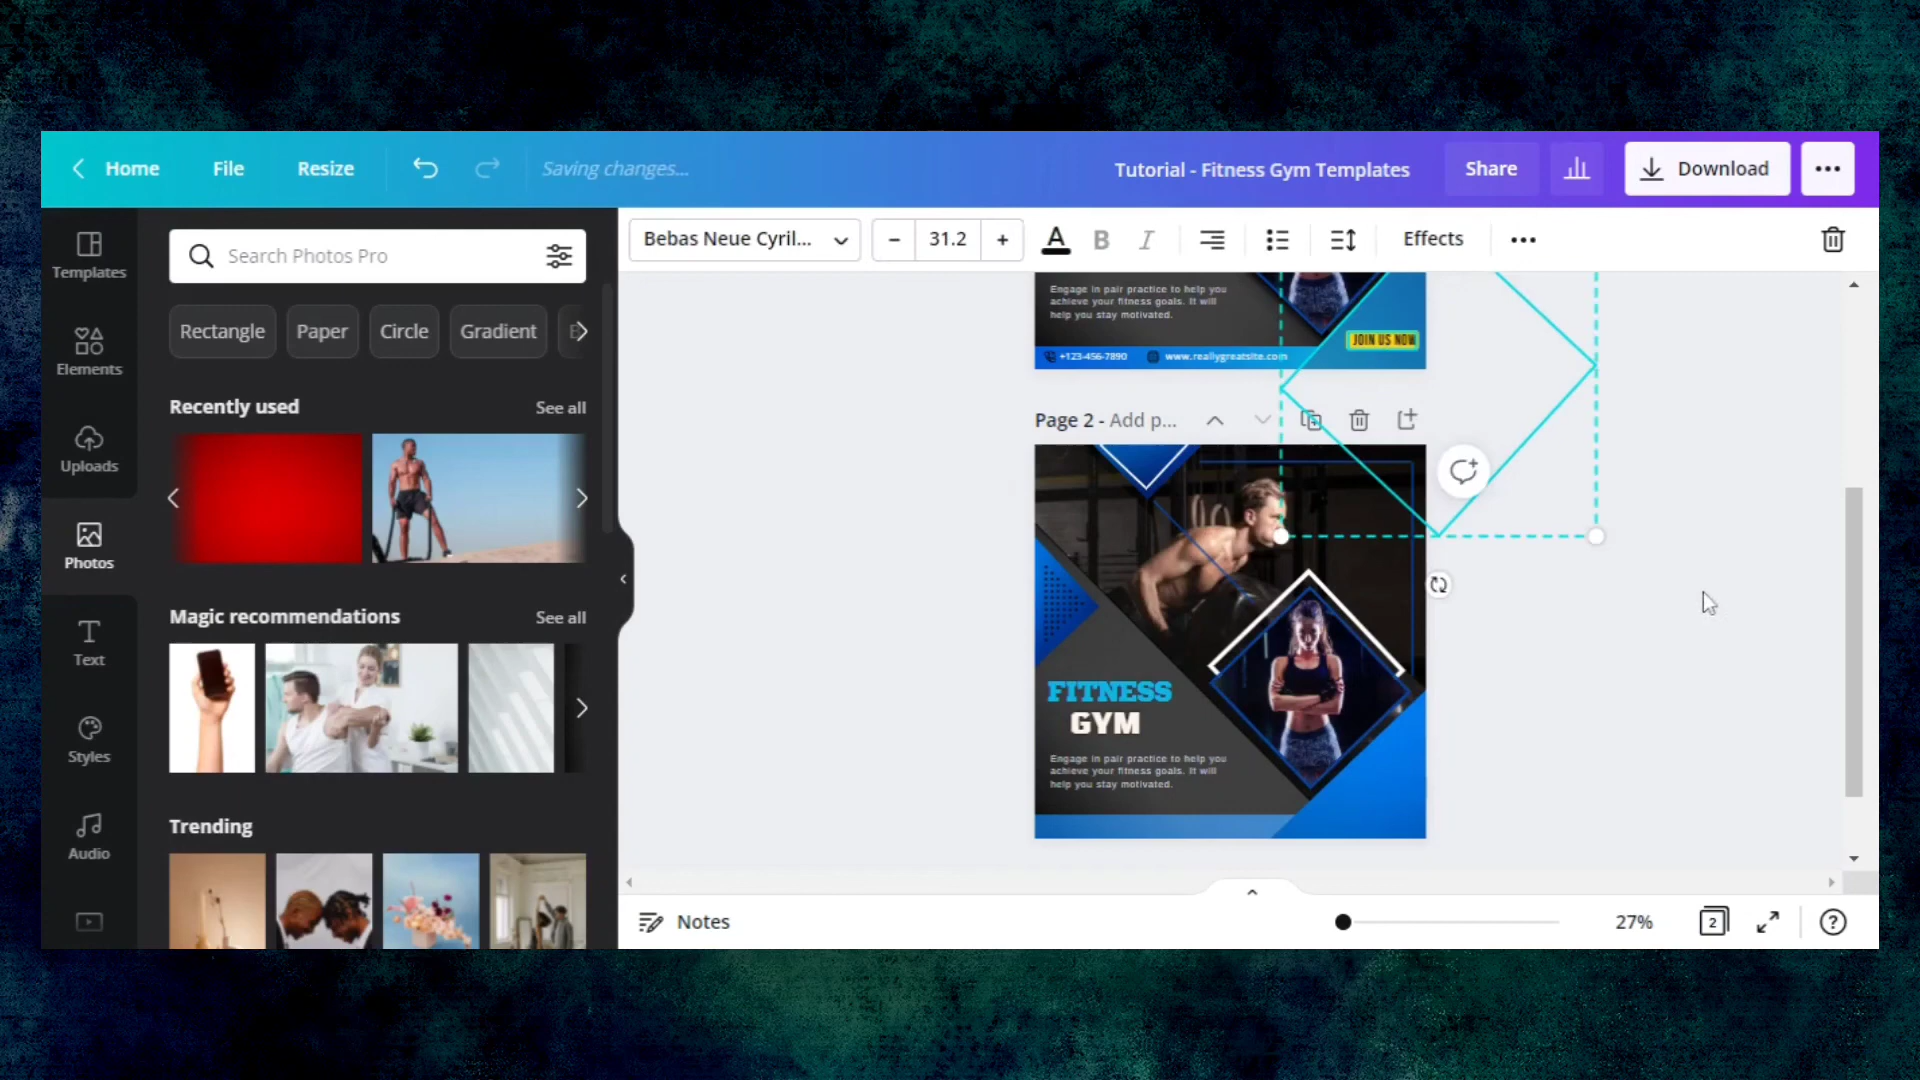 Home
File
Resize
Saving changes...
Tutorial - Fitness Gym Templates
Share
Download
Templates
Elements
Uploads
Photos
Text
Styles
Audio
Search Photos Pro
Rectangle
Paper
Circle
Gradient
Recently used
See all
Magic recommendations
See all
Trending
Bebas Neue Cyril...
31.2
A
B
I
Effects
Engage in pair practice to help you
achieve your fitness goals. It will
help you stay motivated.
JOIN US NOW
+123-456-7890
www.reallygreatsite.com
Page 2 - Add p...
FITNESS
GYM
Engage in pair practice to help you
achieve your fitness goals. It will
help you stay motivated.
Notes
27%
2
?